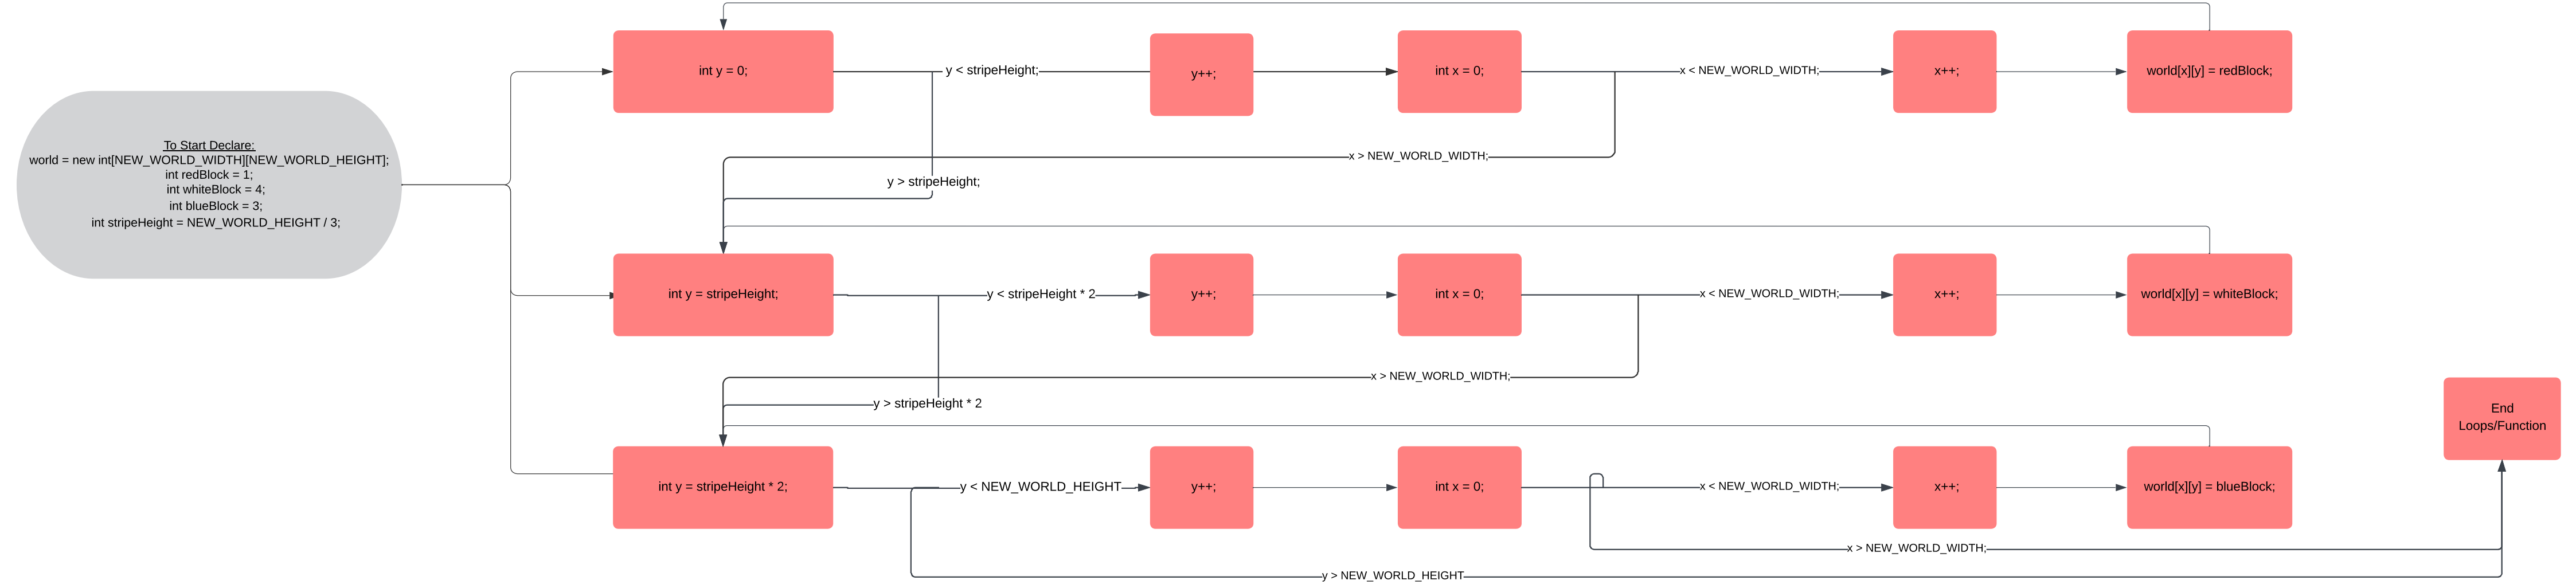 int y = 0;
y < stripeHeight;
y++;
int x = 0;
x < NEW_WORLD_WIDTH;
x++;
world[x][y] = redBlock;
To Start Declare:
world = new int[NEW_WORLD_WIDTH][NEW_WORLD_HEIGHT];
int redBlock = 1;
int whiteBlock = 4;
int blueBlock = 3;
int stripeHeight = NEW_WORLD_HEIGHT / 3;
x > NEW_WORLD_WIDTH;
y > stripeHeight;
int y = stripeHeight;
y < stripeHeight * 2
y++;
int x = 0;
x < NEW_WORLD_WIDTH;
x++;
world[x][y] = whiteBlock;
x > NEW_WORLD_WIDTH;
y > stripeHeight * 2
End
Loops/Function
int y = stripeHeight * 2;
y < NEW_WORLD_HEIGHT
y++;
int x = 0;
x < NEW_WORLD_WIDTH;
x++;
world[x][y] = blueBlock;
x > NEW_WORLD_WIDTH;
y > NEW_WORLD_HEIGHT